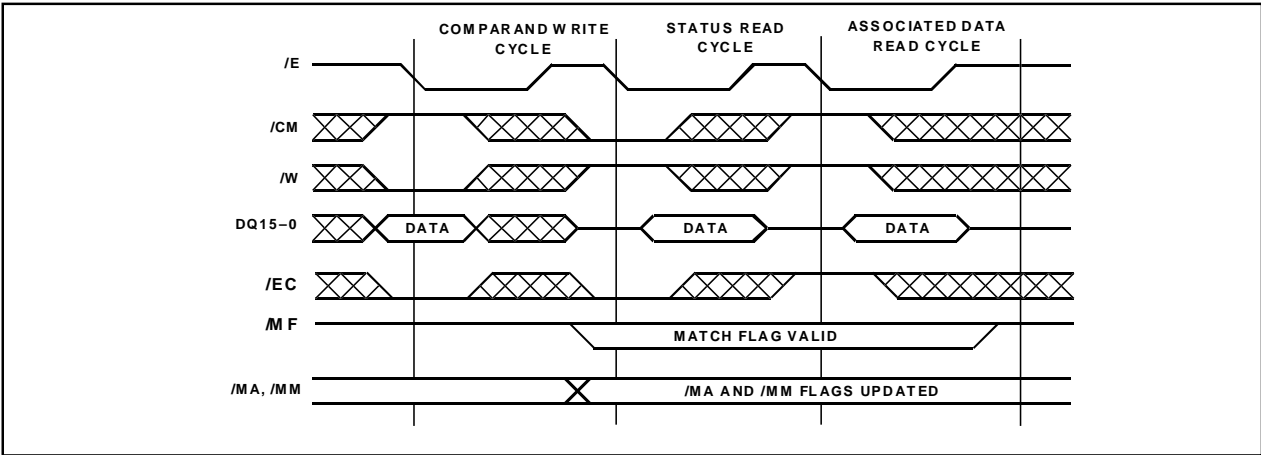 COMPARAND WRITE
CYCLE
STATUS READ
CYCLE
ASSOCIATED DATA
READ CYCLE
/E
/CM
/W
DQ15–0
DATA
DATA
DATA
/EC
/MF
MATCH FLAG VALID
/MA, /MM
/MA AND /MM FLAGS UPDATED